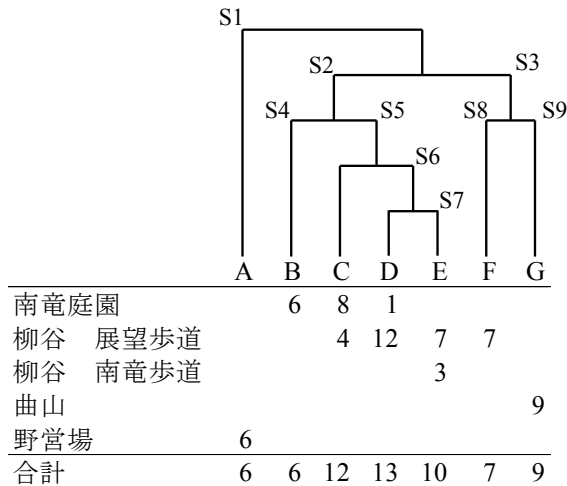 S1
S2 S3
S4 S5 S8 S9
S6
S7
A B C D E F G
南竜庭園 6 8 1
柳谷　展望歩道 4 12 7 7
柳谷　南竜歩道 3
曲山 9
野営場 6
合計 6 6 12 13 10 7 9